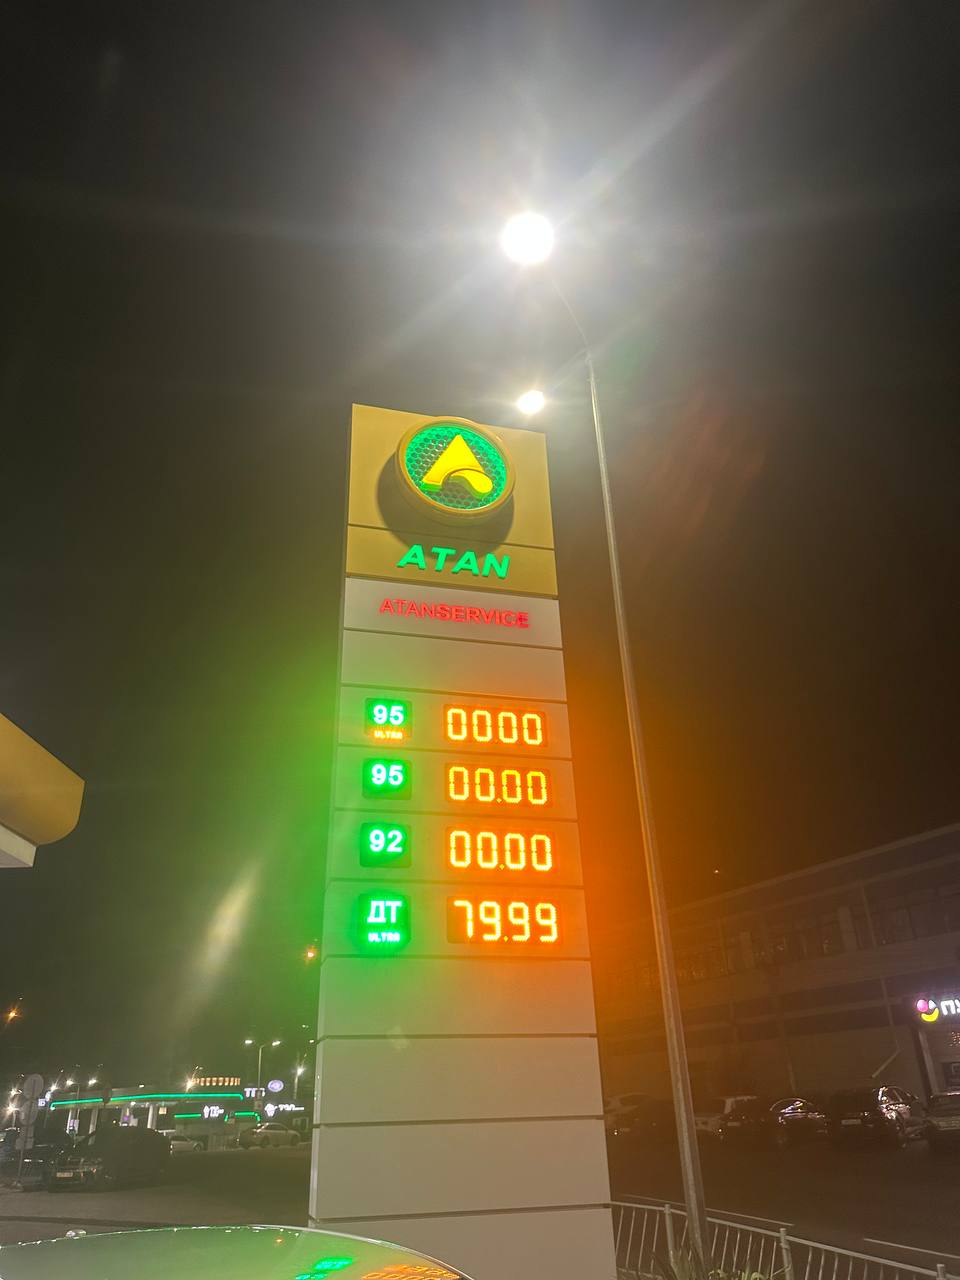 ATAN
ATANSERVICE
95 0000
ULTRA
95 00.00
92 00.00
ДТ 79.99
ULTRA